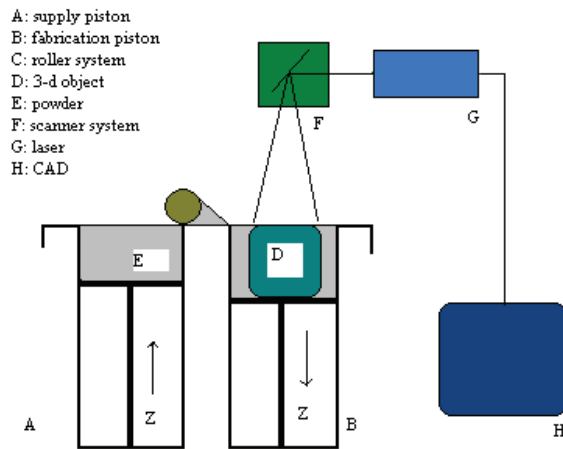 A: supply piston
B: fabrication piston
C: roller system
D: 3-d object
E: powder
F: scanner system
G: laser
H: CAD
F
G
E
D
A
Z
Z
B
H